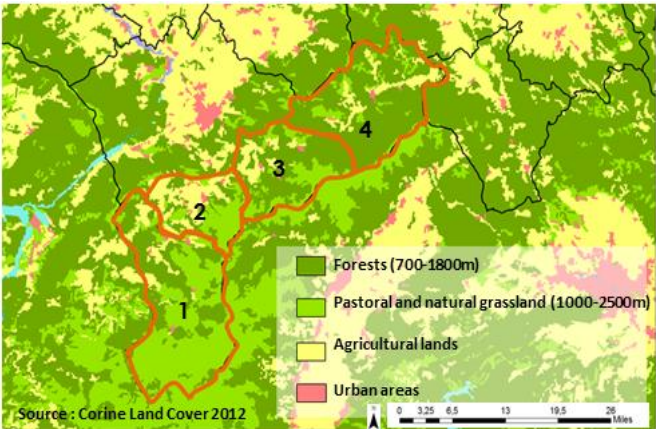 4
3
2
1
Forests (700-1800m)
Pastoral and natural grassland (1000-2500m)
Agricultural lands
Urban areas
Source : Corine Land Cover 2012
N
0 3,25 6,5 13 19,5 26
Miles